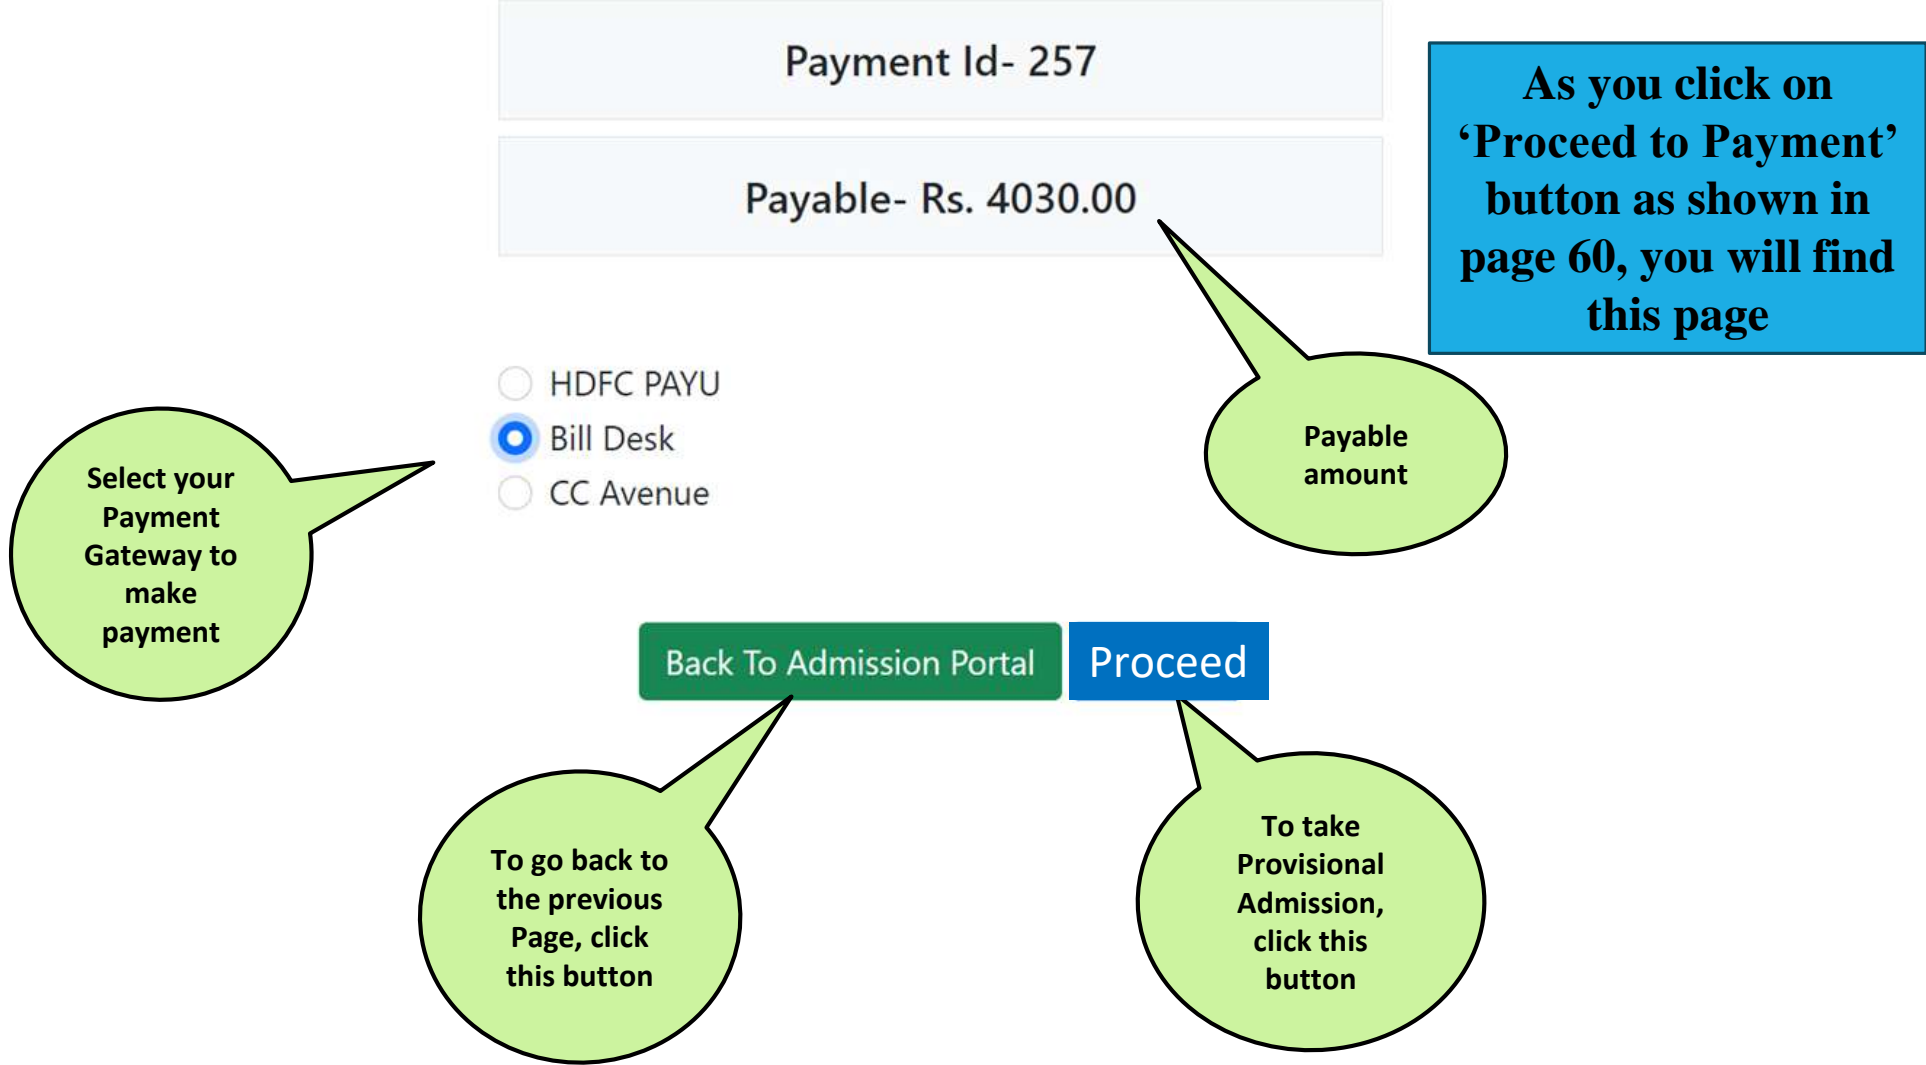 Payment Id- 257
Payable- Rs. 4030.00
As you click on
‘Proceed to Payment’
button as shown in
page 60, you will find
this page
HDFC PAYU
Bill Desk
CC Avenue
Payable
amount
Select your
Payment
Gateway to
make
payment
Back To Admission Portal
Proceed
To go back to
the previous
Page, click
this button
To take
Provisional
Admission,
click this
button